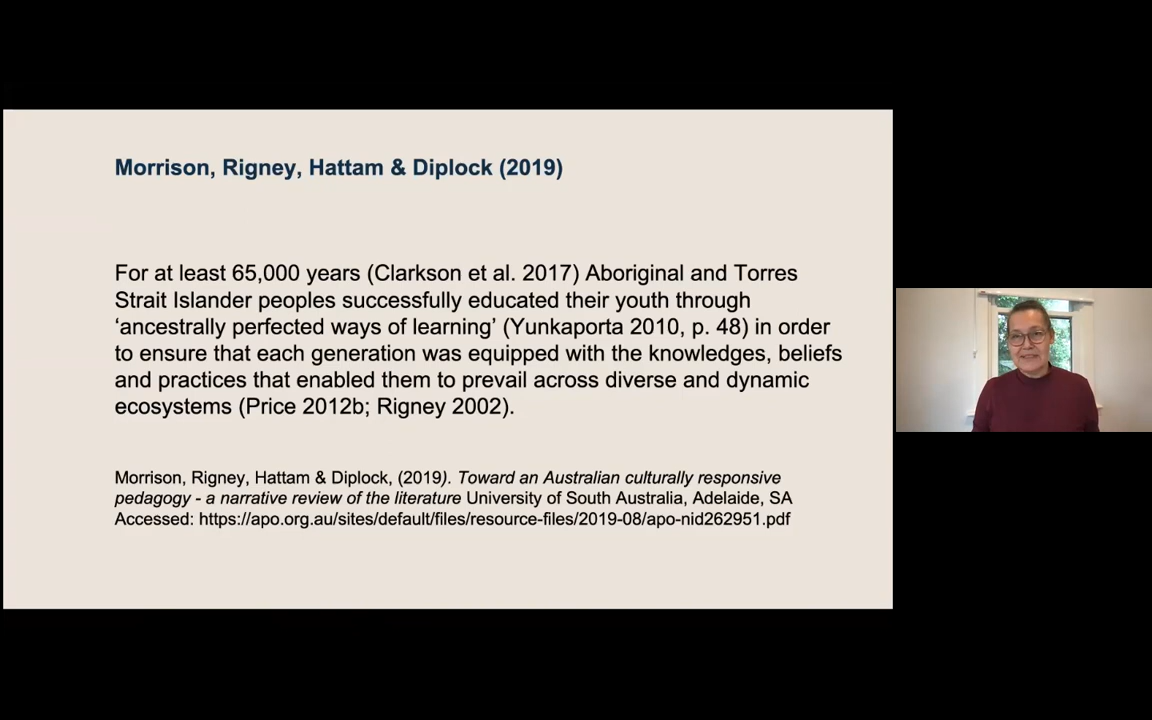 Morrison, Rigney, Hattam & Diplock (2019)
For at least 65,000 years (Clarkson et al. 2017) Aboriginal and Torres
Strait Islander peoples successfully educated their youth through
‘ancestrally perfected ways of learning’ (Yunkaporta 2010, p. 48) in order
to ensure that each generation was equipped with the knowledges, beliefs
and practices that enabled them to prevail across diverse and dynamic
ecosystems (Price 2012b; Rigney 2002).
Morrison, Rigney, Hattam & Diplock, (2019). Toward an Australian culturally responsive
pedagogy - a narrative review of the literature University of South Australia, Adelaide, SA
Accessed: https://apo.org.au/sites/default/files/resource-files/2019-08/apo-nid262951.pdf